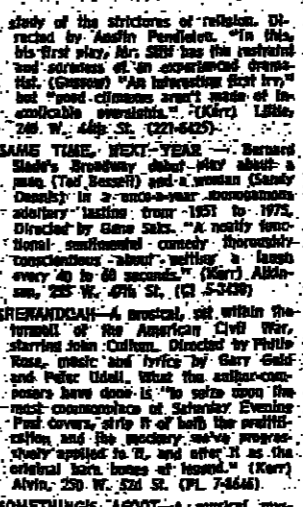 study of the strictures of religion. Di-
rected by Austin Pendleton. "In this,
his first play, Mr. has the restraint
and sureness of an experienced drama-
tist. (Gussow) "An interesting first try,"
but "good climaxes aren't made of in-
explicable oversights." (Kerr) Little,
240 W. 44th St. (221-6425)
SAME TIME, NEXT YEAR — Bernard
Slade's Broadway debut play about a
man (Ted Bessell) and a woman (Sandy
Dennis) in a once-a-year monogamous
adultery lasting from 1951 to 1975,
Directed by Gene Saks. "A neatly func-
tional sentimental comedy thoroughly
conscientious about getting a laugh
every 40 to 60 seconds." (Kerr) Atkin-
son, W. 47th St. (CI 5-3430)
SHENANDOAH—A musical, set within the
turmoil of the American Civil War,
starring John Cullum. Directed by Philip
Rose, music and lyrics by Gary Geld
and Peter Udell. What the author-com-
posers have done is "to seize upon the
most commonplace of Saturday Evening
Post covers, strip it of both the prettifi-
cation and the mockery we've progres-
sively applied to it, and offer it as the
original bare bones of legend." (Kerr)
Alvin, 250 W. 52d St. (PL 7-8646)
SOMETHING'S AFOOT—a musical